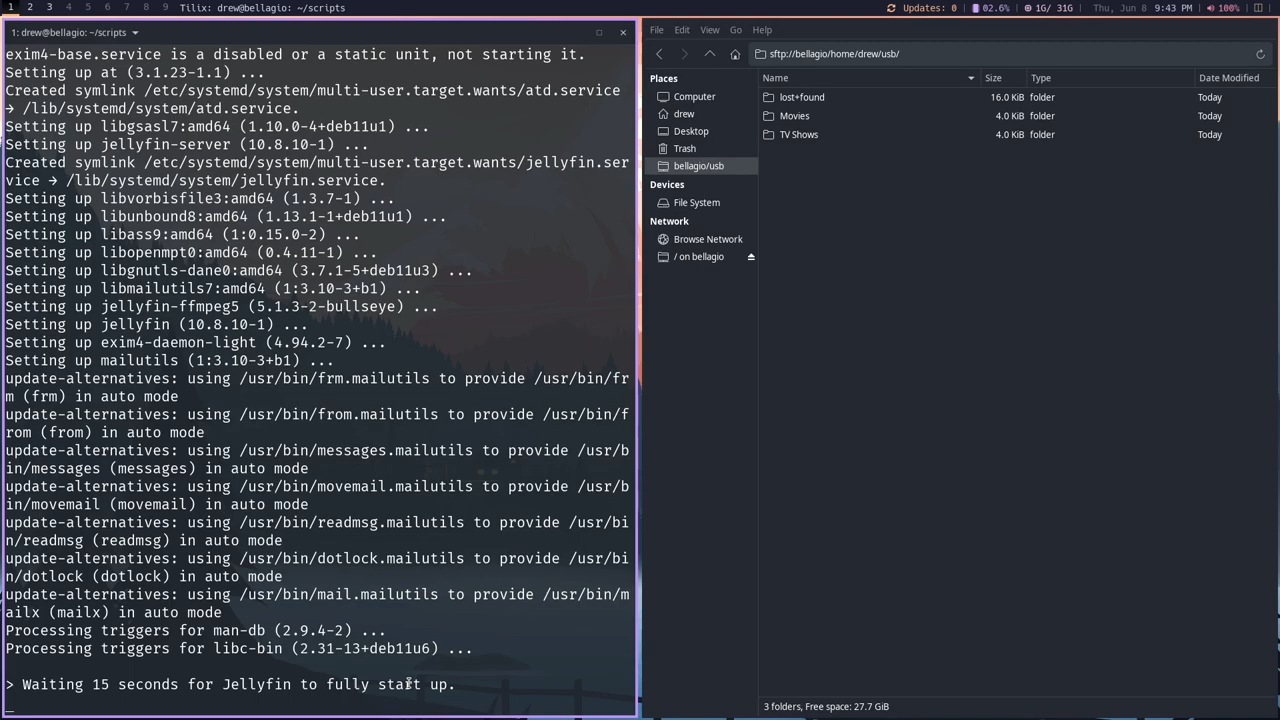 1 2 3 4 5 6 7 8 9 Tilix: drew@bellagio: ~/scripts
Updates: 0 02.6% 1G/ 31G Thu, Jun 8 9:43 PM 100%
1: drew@bellagio: ~/scripts
exim4-base.service is a disabled or a static unit, not starting it.
Setting up at (3.1.23-1.1) ...
Created symlink /etc/systemd/system/multi-user.target.wants/atd.service
→ /lib/systemd/system/atd.service.
Setting up libgsasl7:amd64 (1.10.0-4+deb11u1) ...
Setting up jellyfin-server (10.8.10-1) ...
Created symlink /etc/systemd/system/multi-user.target.wants/jellyfin.ser
vice → /lib/systemd/system/jellyfin.service.
Setting up libvorbisfile3:amd64 (1.3.7-1) ...
Setting up libunbound8:amd64 (1.13.1-1+deb11u1) ...
Setting up libass9:amd64 (1:0.15.0-2) ...
Setting up libopenmpt0:amd64 (0.4.11-1) ...
Setting up libgnutls-dane0:amd64 (3.7.1-5+deb11u3) ...
Setting up libmailutils7:amd64 (1:3.10-3+b1) ...
Setting up jellyfin-ffmpeg5 (5.1.3-2-bullseye) ...
Setting up jellyfin (10.8.10-1) ...
Setting up exim4-daemon-light (4.94.2-7) ...
Setting up mailutils (1:3.10-3+b1) ...
update-alternatives: using /usr/bin/frm.mailutils to provide /usr/bin/fr
m (frm) in auto mode
update-alternatives: using /usr/bin/from.mailutils to provide /usr/bin/f
rom (from) in auto mode
update-alternatives: using /usr/bin/messages.mailutils to provide /usr/b
in/messages (messages) in auto mode
update-alternatives: using /usr/bin/movemail.mailutils to provide /usr/b
in/movemail (movemail) in auto mode
update-alternatives: using /usr/bin/readmsg.mailutils to provide /usr/bi
n/readmsg (readmsg) in auto mode
update-alternatives: using /usr/bin/dotlock.mailutils to provide /usr/bi
n/dotlock (dotlock) in auto mode
update-alternatives: using /usr/bin/mail.mailutils to provide /usr/bin/m
ailx (mailx) in auto mode
Processing triggers for man-db (2.9.4-2) ...
Processing triggers for libc-bin (2.31-13+deb11u6) ...
> Waiting 15 seconds for Jellyfin to fully start up.
File Edit View Go Help
sftp://bellagio/home/drew/usb/
Places
Computer
drew
Desktop
Trash
bellagio/usb
Devices
File System
Network
Browse Network
/ on bellagio
Name Size Type Date Modified
lost+found 16.0 KiB folder Today
Movies 4.0 KiB folder Today
TV Shows 4.0 KiB folder Today
3 folders, Free space: 27.7 GiB